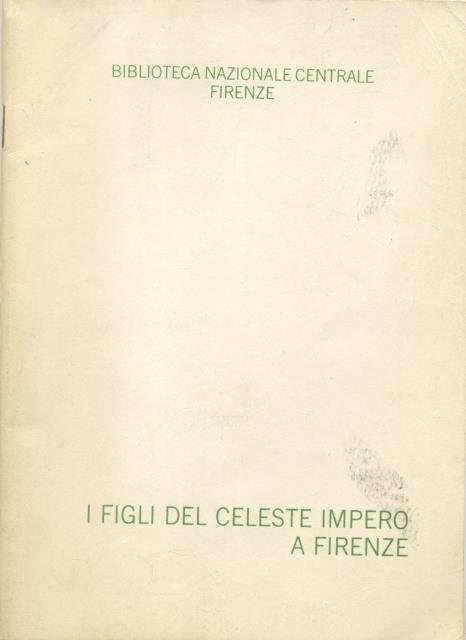 BIBLIOTECA NAZIONALE CENTRALE
FIRENZE
I FIGLI DEL CELESTE IMPERO
A FIRENZE